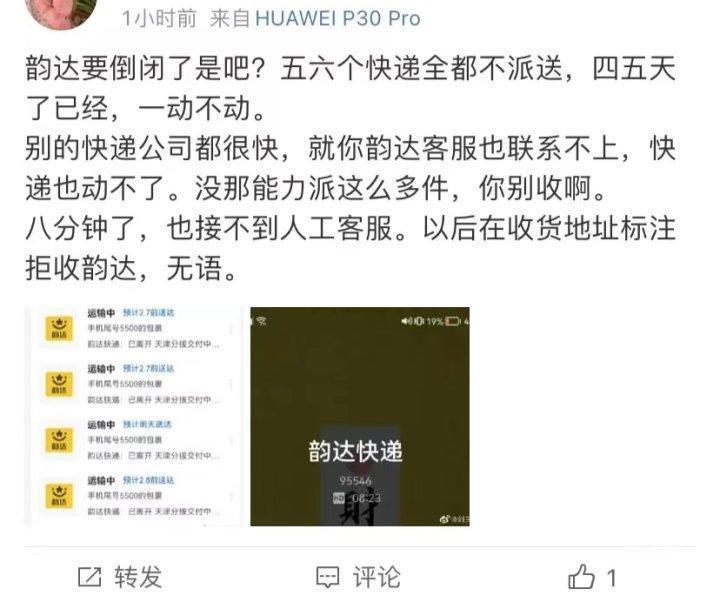 1小时前 来自HUAWEI P30 Pro
韵达要倒闭了是吧？五六个快递全都不派送，四五天
了已经，一动不动。
别的快递公司都很快，就你韵达客服也联系不上，快
递也动不了。没那能力派这么多件，你别收啊。
八分钟了，也接不到人工客服。以后在收货地址标注
拒收韵达，无语。
运输中 预计2.7前送达
手机尾号5500的包裹
韵达快递：已离开 天津分拨交付中...
韵达
运输中 预计2.7前送达
手机尾号5500的包裹
韵达快递：已离开 天津分拨交付中...
韵达
运输中 预计明天送达
手机尾号5500的包裹
韵达快递：已离开 天津分拨交付中...
韵达
运输中 预计2.8前送达
手机尾号5500的包裹
韵达快递：已离开 天津分拨交付中...
韵达
19%
韵达快递
95546
HD 08:23
財
转发
评论
1